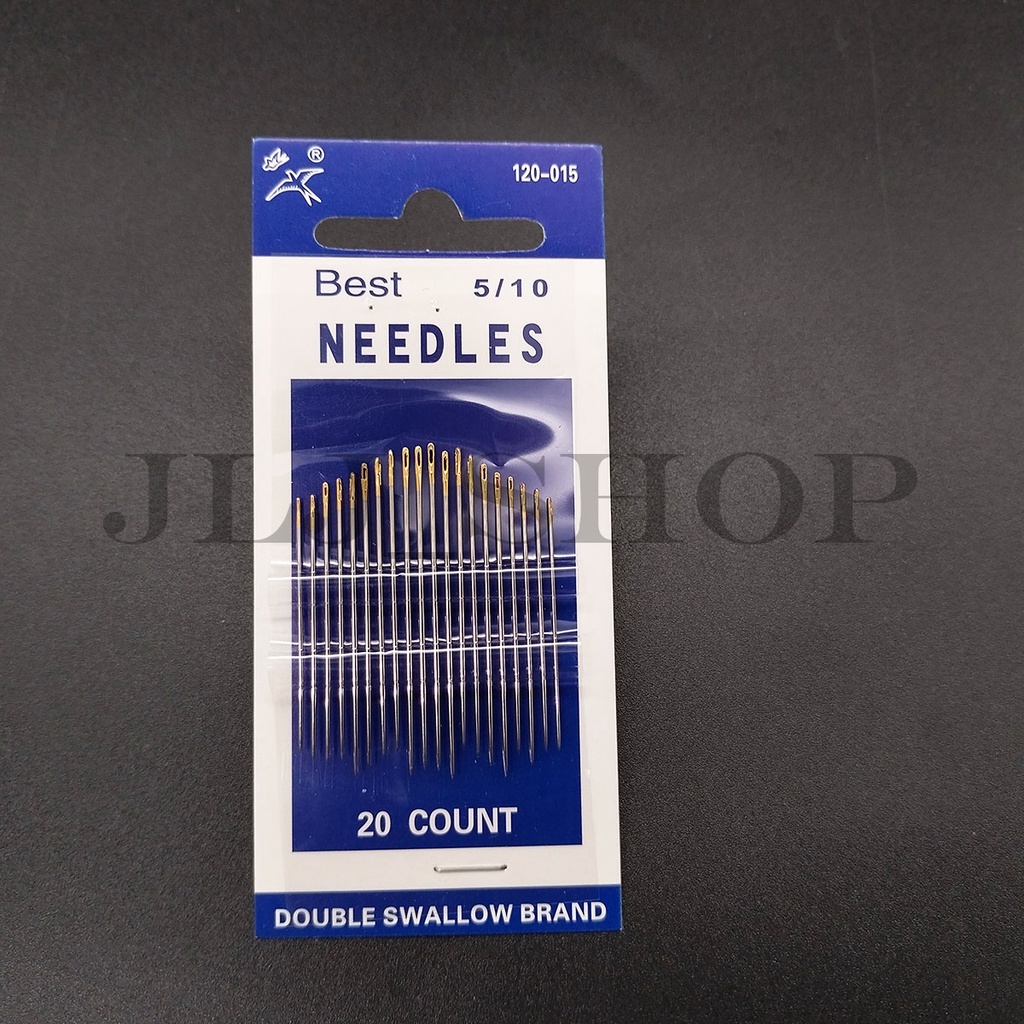 ®
120-015
Best 5/10
NEEDLES
20 COUNT
DOUBLE SWALLOW BRAND